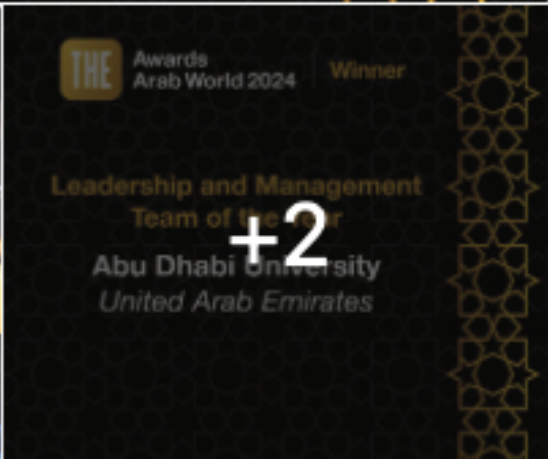 THE
Awards
Arab World 2024
Winner
Leadership and Management
Team of the Year
+2
Abu Dhabi University
United Arab Emirates